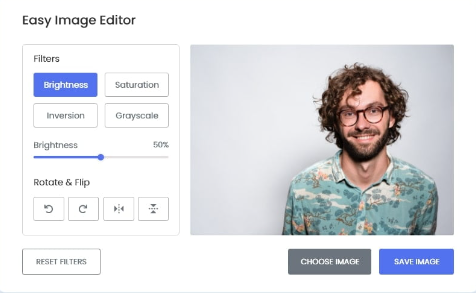 Easy Image Editor
Filters
Brightness
Saturation
Inversion
Grayscale
Brightness 50%
Rotate & Flip
RESET FILTERS
CHOOSE IMAGE
SAVE IMAGE